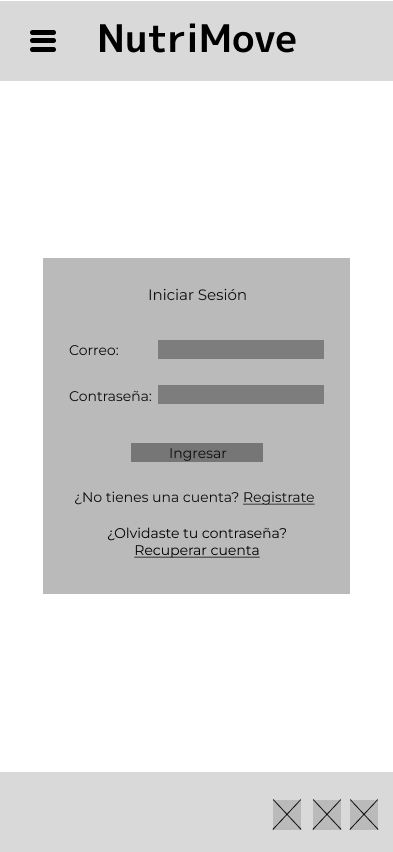 NutriMove
Iniciar Sesión
Correo:
Contraseña:
Ingresar
¿No tienes una cuenta? Registrate
¿Olvidaste tu contraseña?
Recuperar cuenta